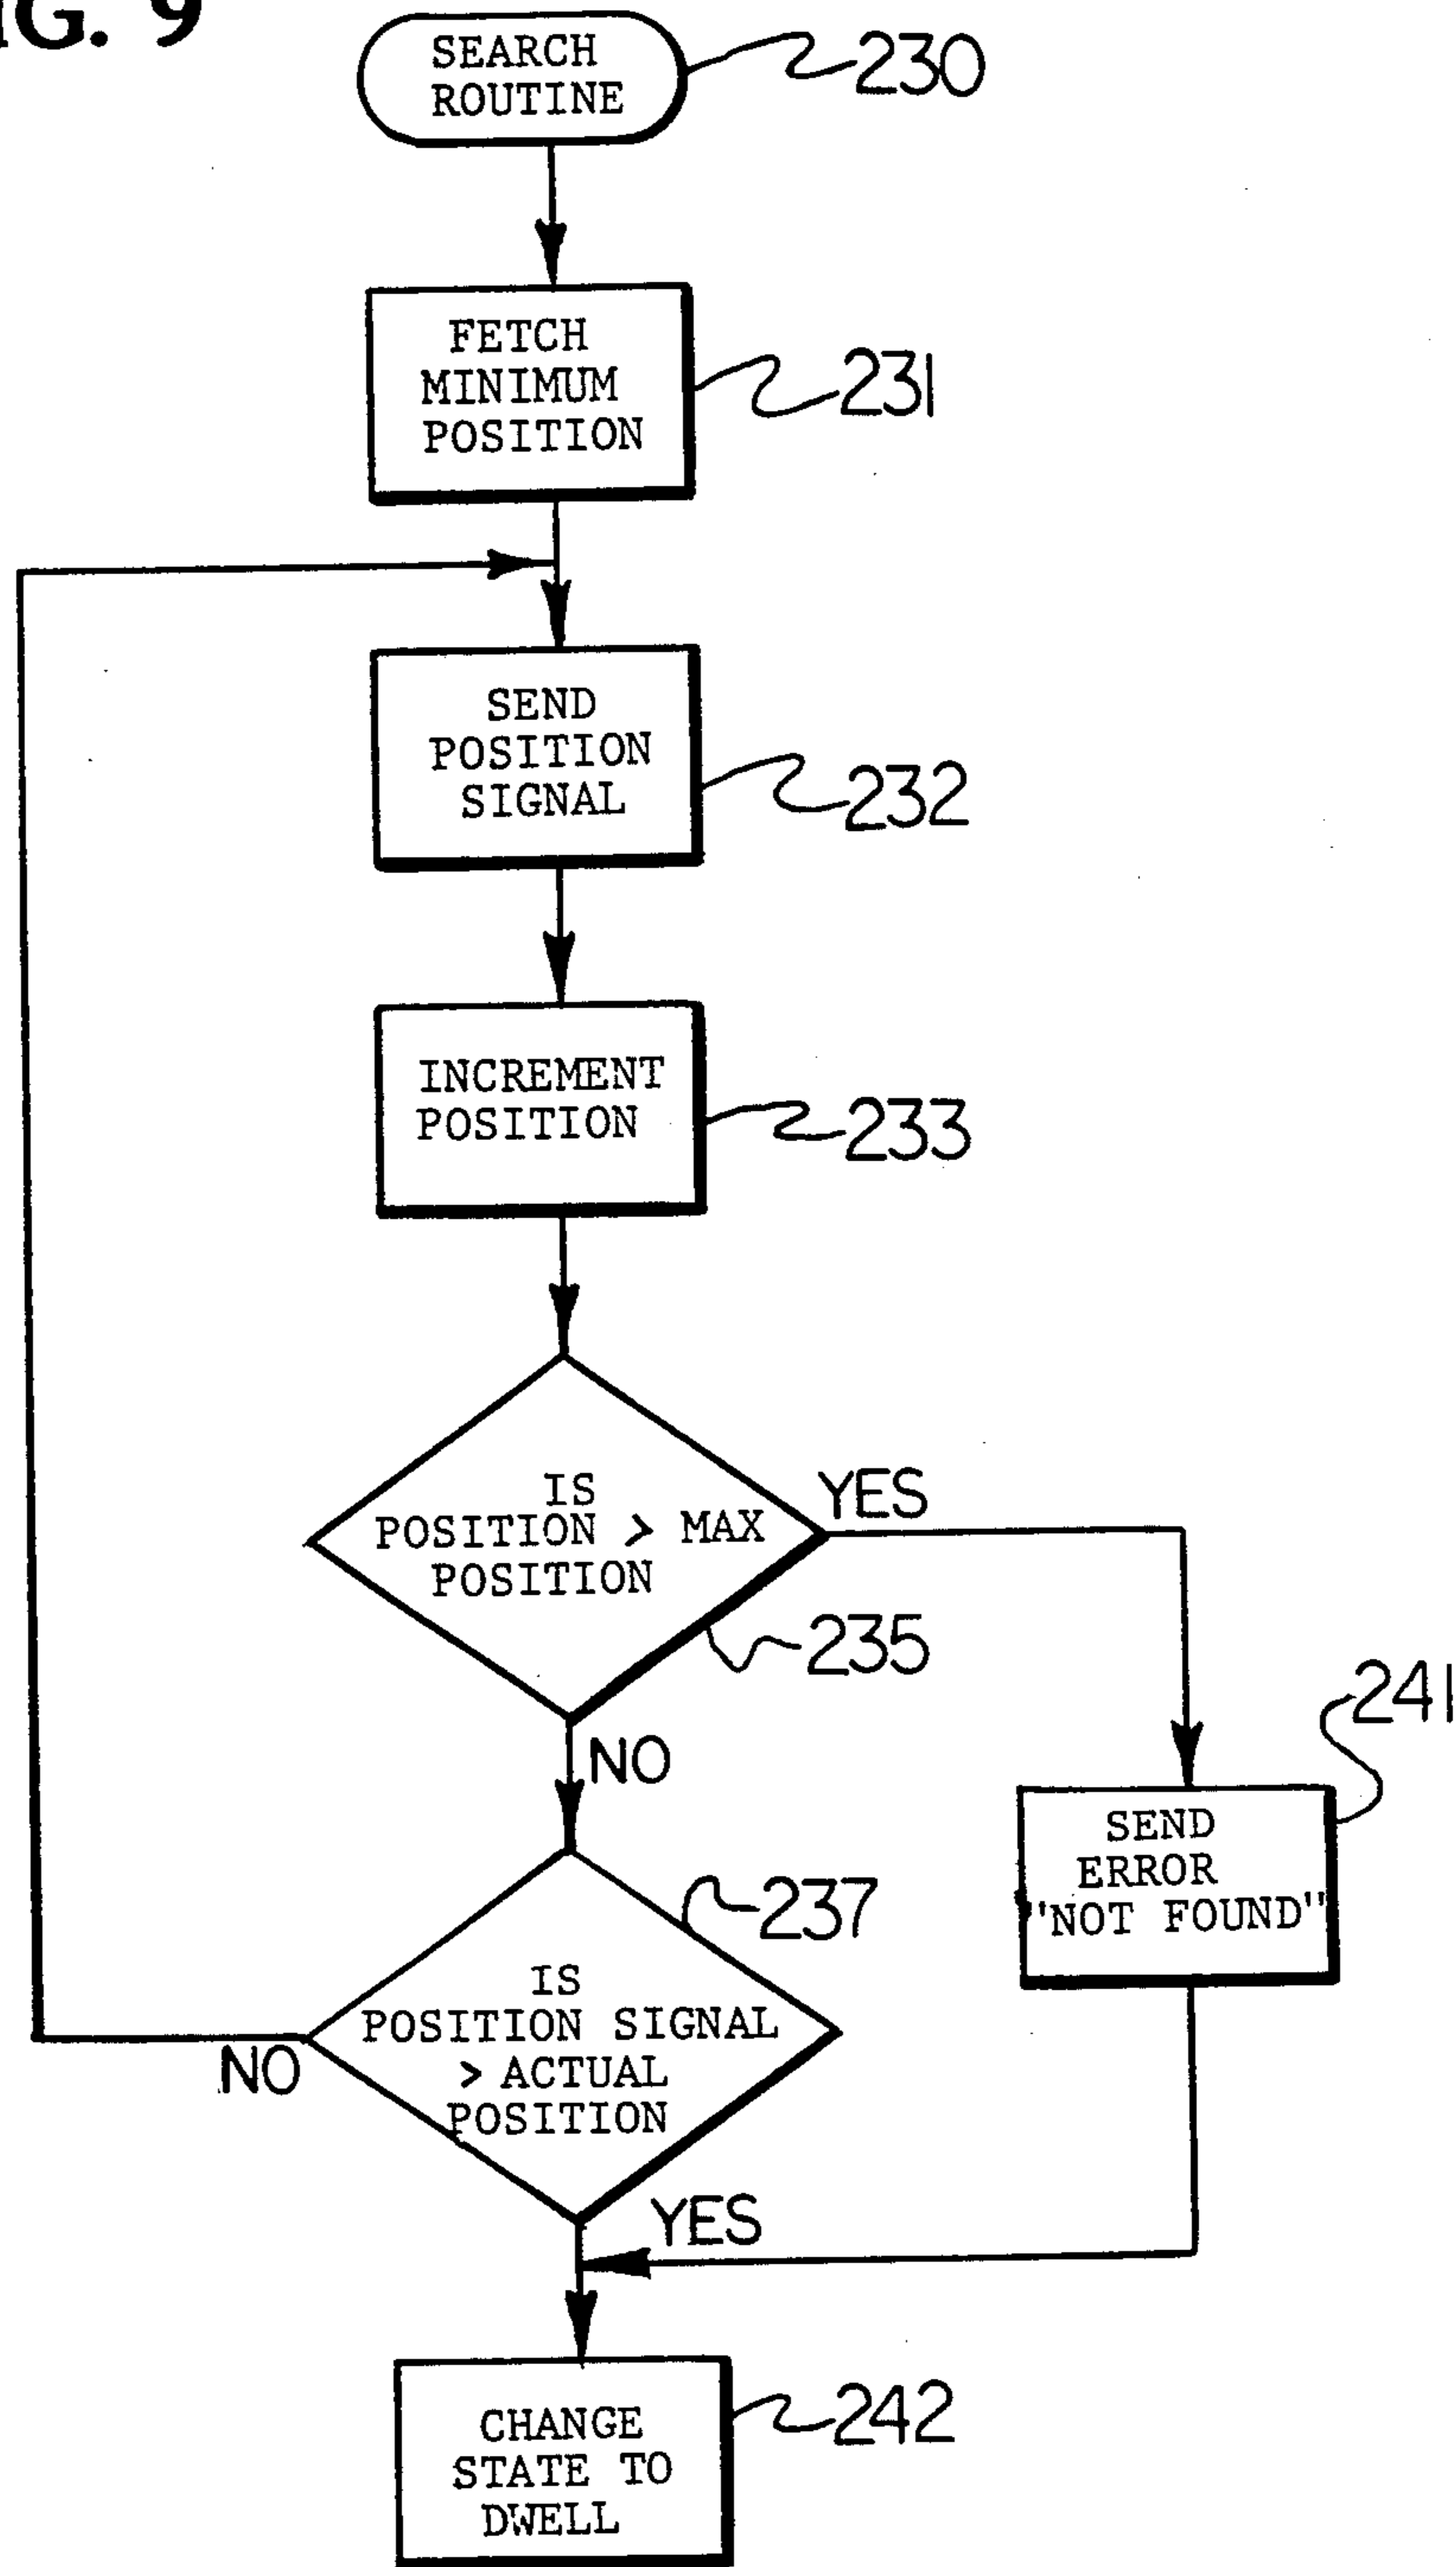 G. 9
SEARCH
ROUTINE
230
FETCH
MINIMUM
POSITION
231
SEND
POSITION
SIGNAL
232
INCREMENT
POSITION
233
IS
POSITION > MAX
POSITION
YES
235
NO
241
SEND
ERROR
"NOT FOUND"
237
IS
POSITION SIGNAL
> ACTUAL
POSITION
NO
YES
CHANGE
STATE TO
DWELL
242